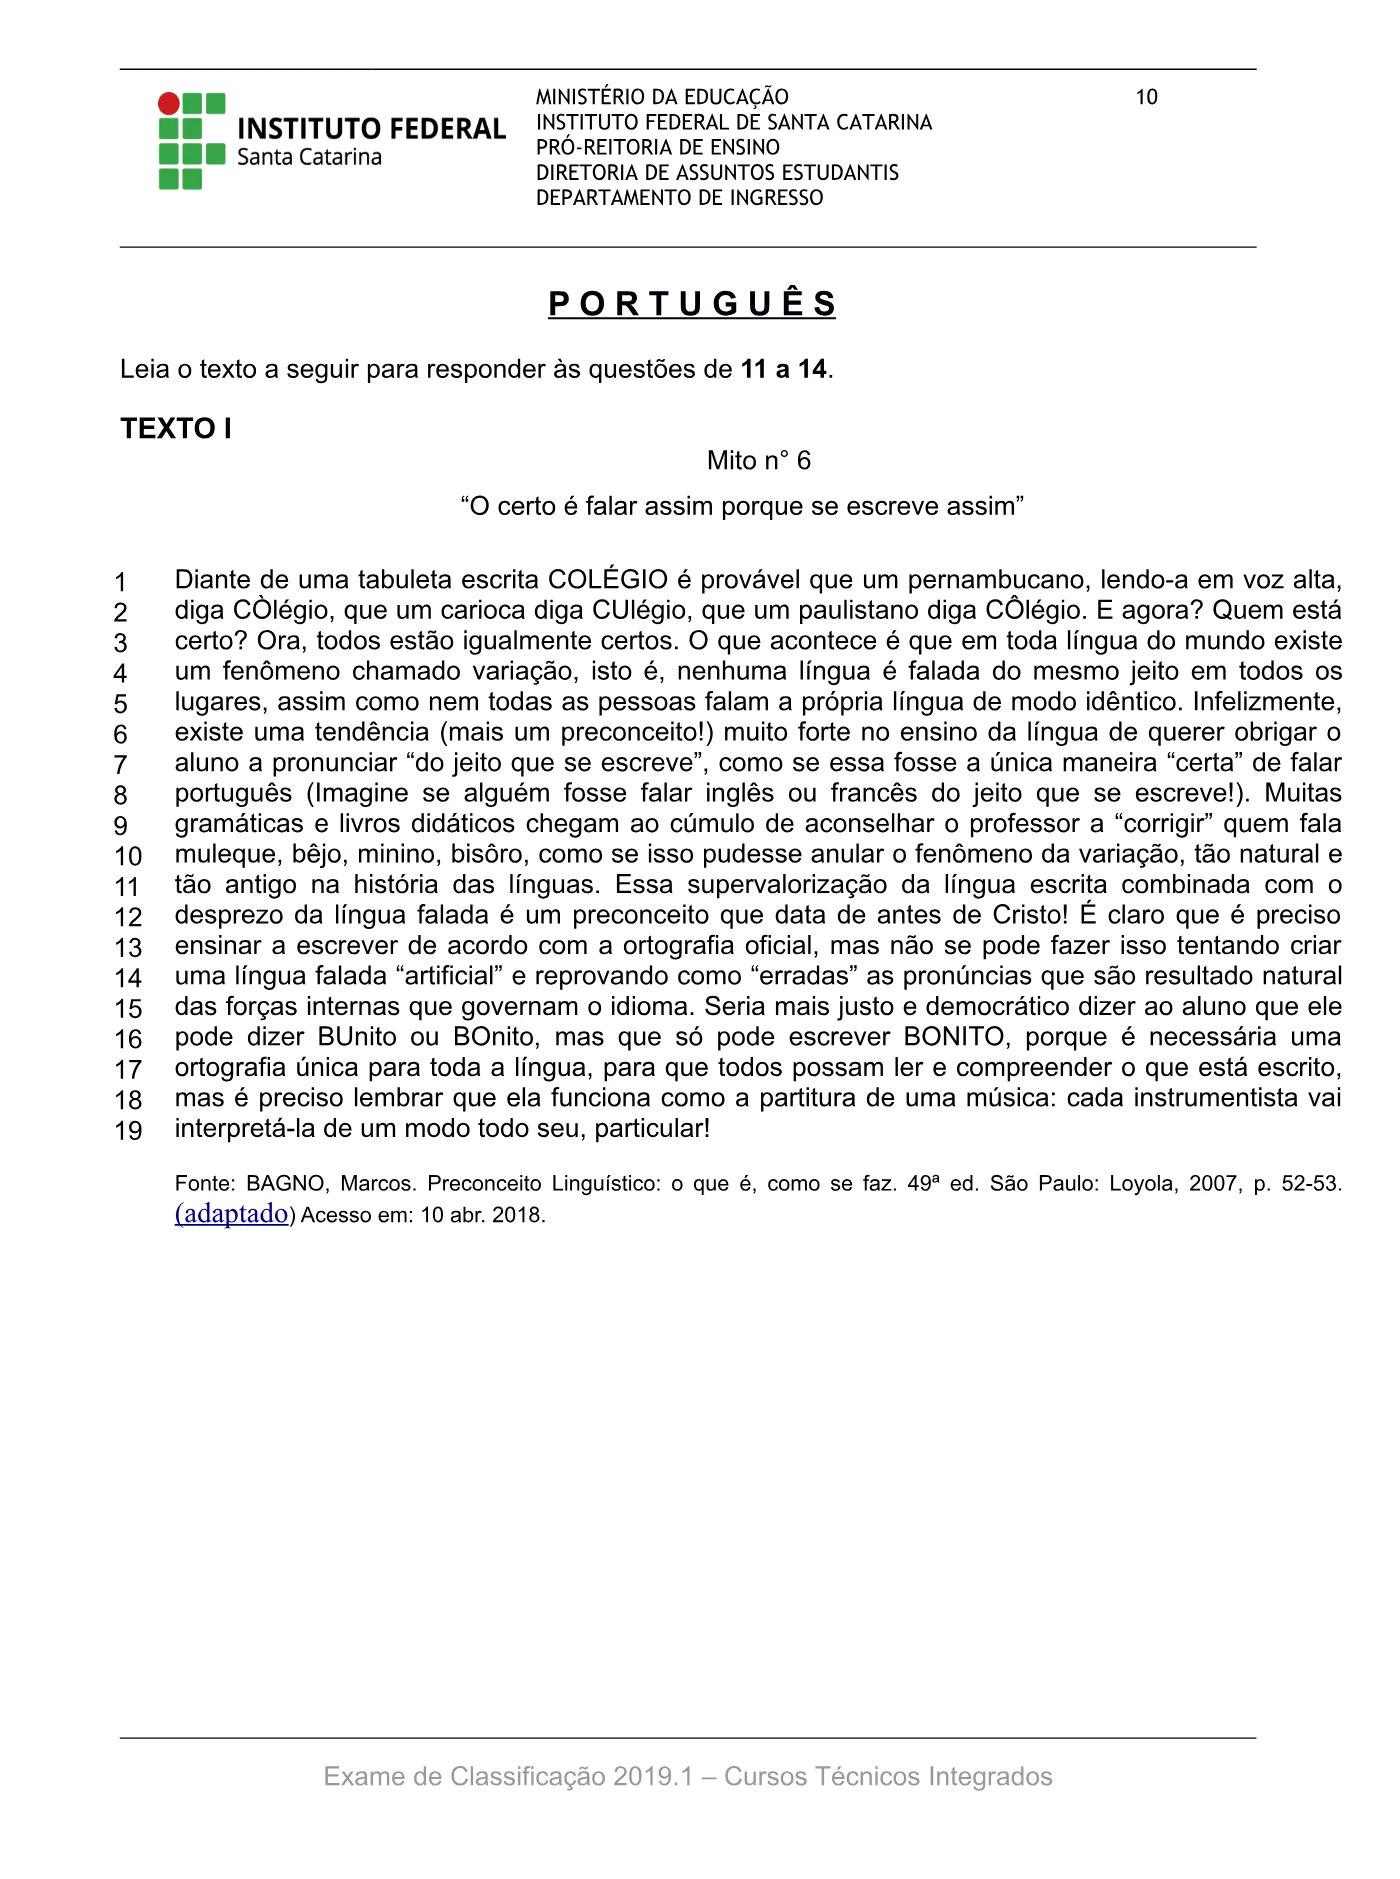 INSTITUTO FEDERAL
Santa Catarina
MINISTÉRIO DA EDUCAÇÃO
INSTITUTO FEDERAL DE SANTA CATARINA
PRÓ-REITORIA DE ENSINO
DIRETORIA DE ASSUNTOS ESTUDANTIS
DEPARTAMENTO DE INGRESSO
10
P O R T U G U Ê S
Leia o texto a seguir para responder às questões de 11 a 14.
TEXTO I
Mito n° 6
“O certo é falar assim porque se escreve assim”
1 Diante de uma tabuleta escrita COLÉGIO é provável que um pernambucano, lendo-a em voz alta,
2 diga CÒlégio, que um carioca diga CUlégio, que um paulistano diga CÔlégio. E agora? Quem está
3 certo? Ora, todos estão igualmente certos. O que acontece é que em toda língua do mundo existe
4 um fenômeno chamado variação, isto é, nenhuma língua é falada do mesmo jeito em todos os
5 lugares, assim como nem todas as pessoas falam a própria língua de modo idêntico. Infelizmente,
6 existe uma tendência (mais um preconceito!) muito forte no ensino da língua de querer obrigar o
7 aluno a pronunciar “do jeito que se escreve”, como se essa fosse a única maneira “certa” de falar
8 português (Imagine se alguém fosse falar inglês ou francês do jeito que se escreve!). Muitas
9 gramáticas e livros didáticos chegam ao cúmulo de aconselhar o professor a “corrigir” quem fala
10 muleque, bêjo, minino, bisôro, como se isso pudesse anular o fenômeno da variação, tão natural e
11 tão antigo na história das línguas. Essa supervalorização da língua escrita combinada com o
12 desprezo da língua falada é um preconceito que data de antes de Cristo! É claro que é preciso
13 ensinar a escrever de acordo com a ortografia oficial, mas não se pode fazer isso tentando criar
14 uma língua falada “artificial” e reprovando como “erradas” as pronúncias que são resultado natural
15 das forças internas que governam o idioma. Seria mais justo e democrático dizer ao aluno que ele
16 pode dizer BUnito ou BOnito, mas que só pode escrever BONITO, porque é necessária uma
17 ortografia única para toda a língua, para que todos possam ler e compreender o que está escrito,
18 mas é preciso lembrar que ela funciona como a partitura de uma música: cada instrumentista vai
19 interpretá-la de um modo todo seu, particular!
Fonte: BAGNO, Marcos. Preconceito Linguístico: o que é, como se faz. 49ª ed. São Paulo: Loyola, 2007, p. 52-53.
(adaptado) Acesso em: 10 abr. 2018.
Exame de Classificação 2019.1 – Cursos Técnicos Integrados